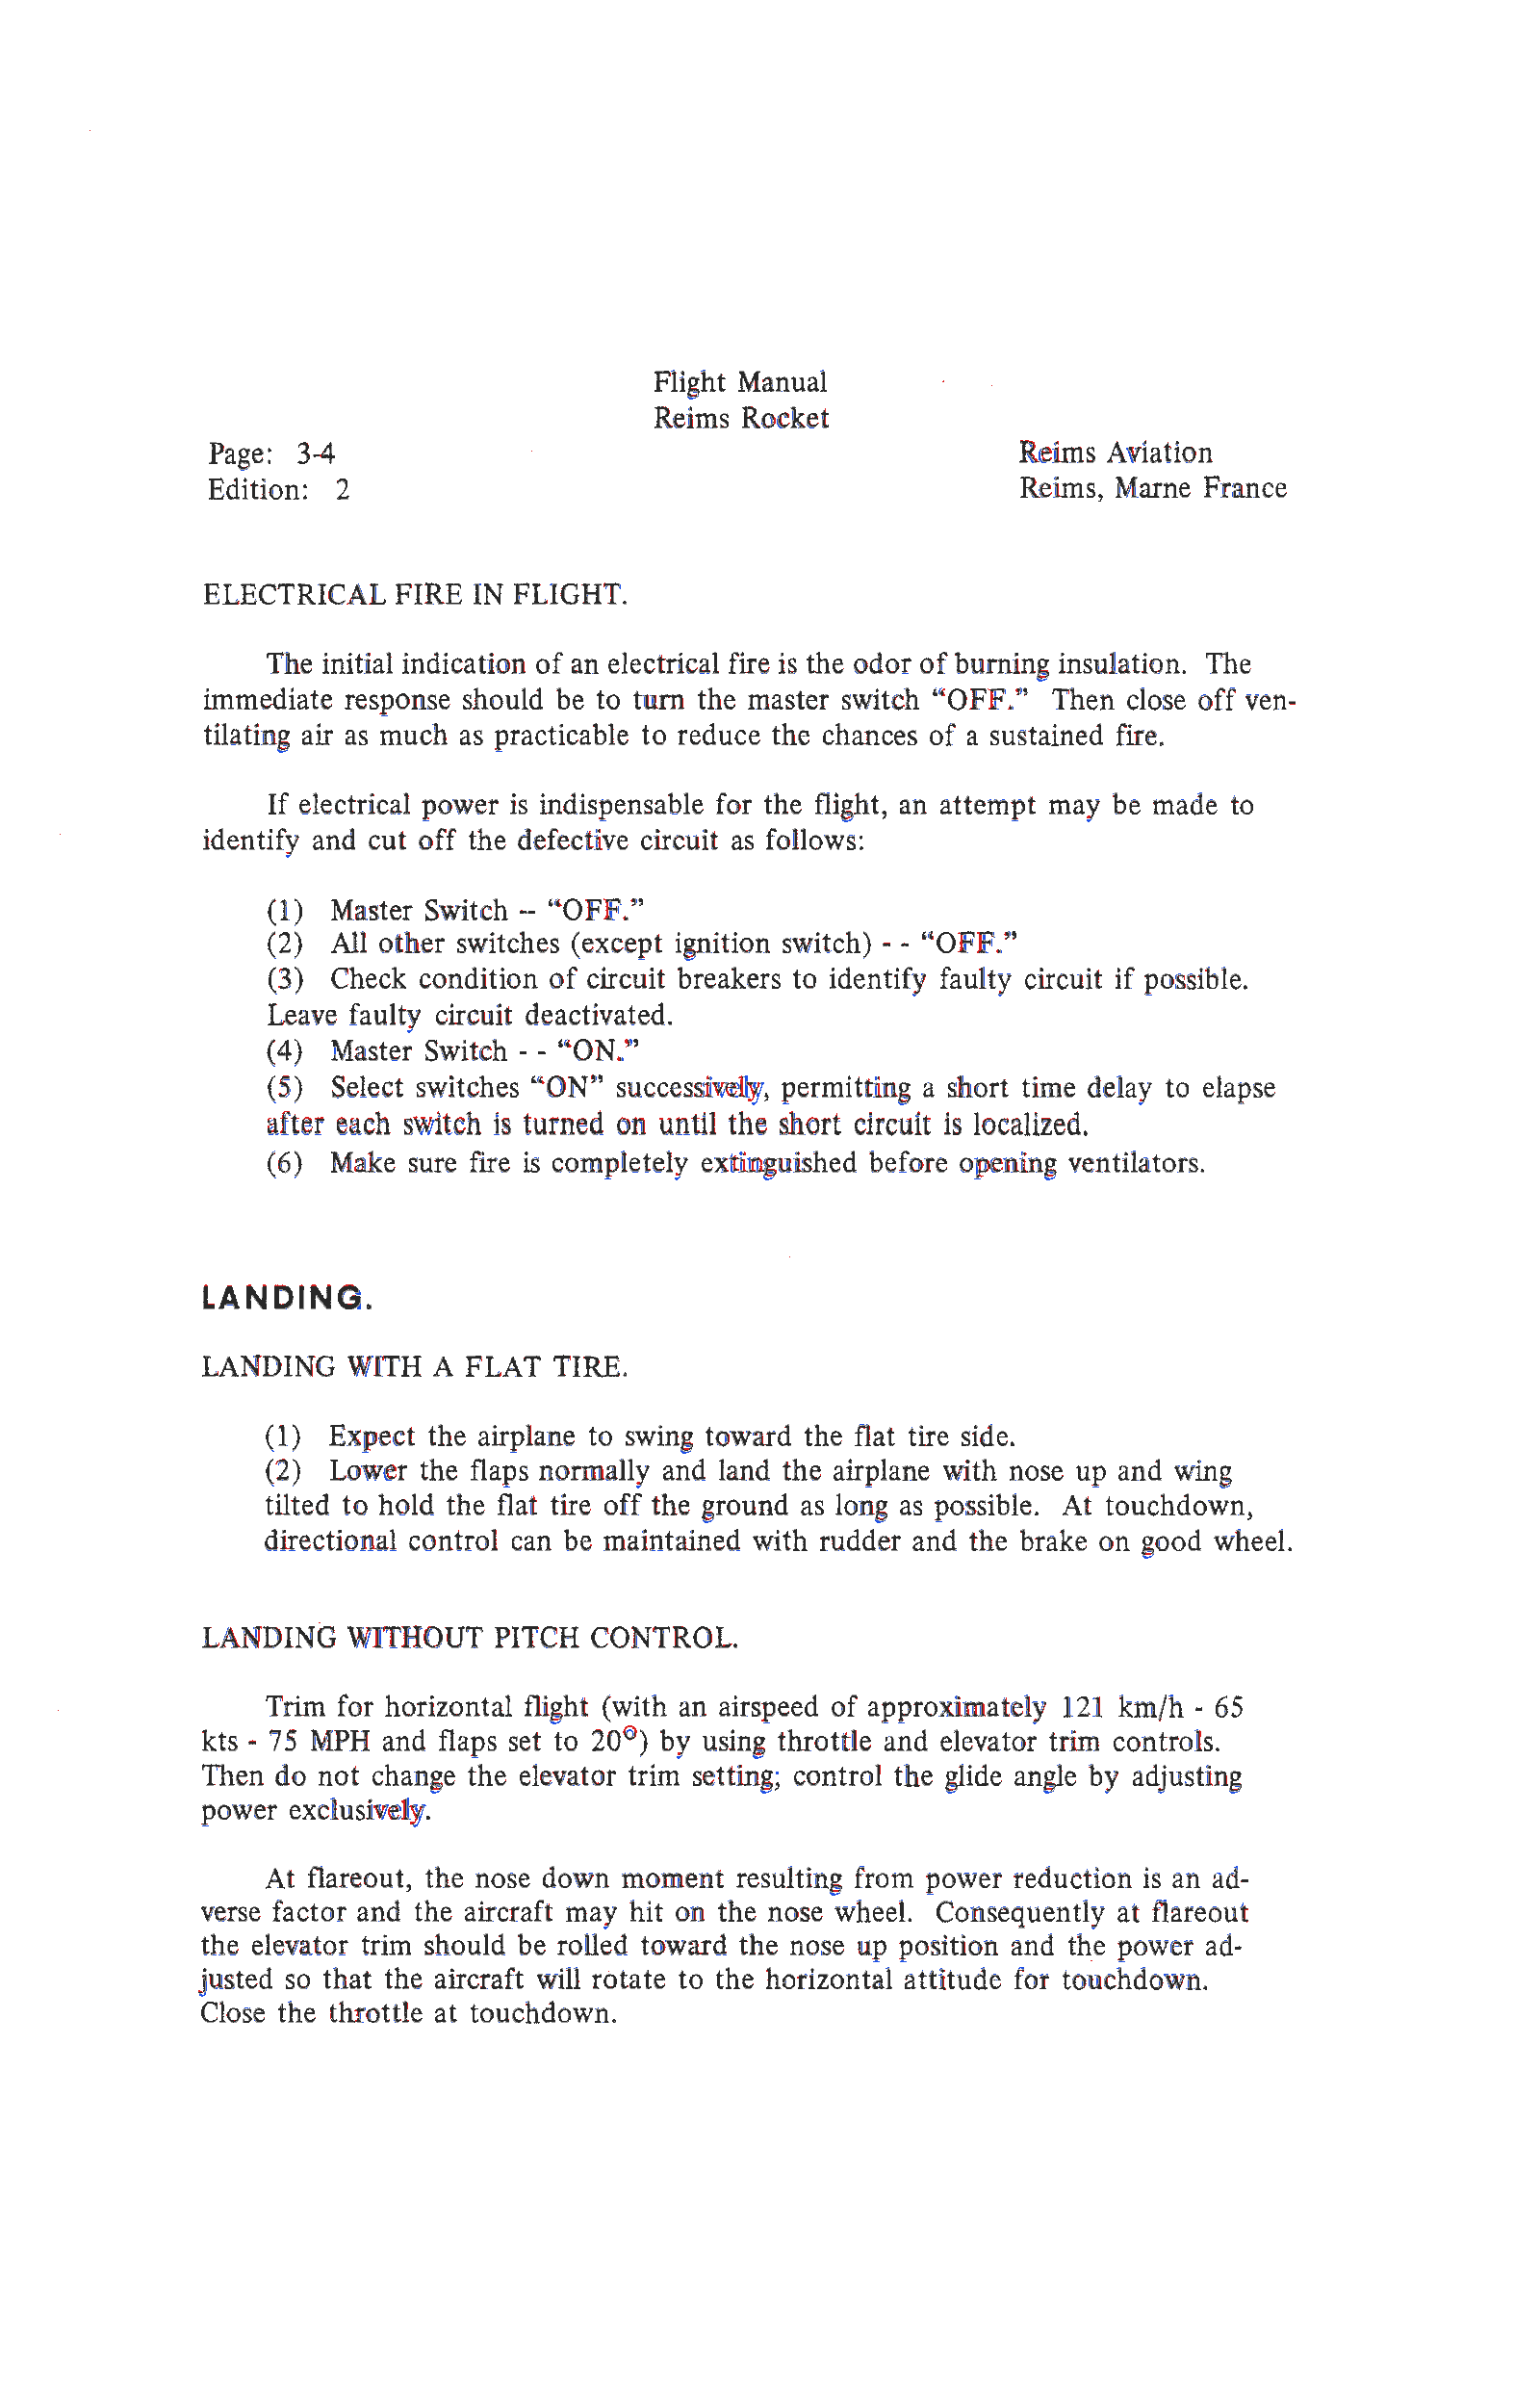 Flight Manual
Reims Rocket
Page: 3-4
Reims Aviation
Edition: 2
Reims, Marne France
ELECTRICAL FIRE IN FLIGHT.
The initial indication of an electrical fire is the odor of burning insulation. The
immediate response should be to turn the master switch “OFF.” Then close off ven-
tilating air as much as practicable to reduce the chances of a sustained fire.
If electrical power is indispensable for the flight, an attempt may be made to
identify and cut off the defective circuit as follows:
(1) Master Switch -- “OFF.”
(2) All other switches (except ignition switch) - - “OFF.”
(3) Check condition of circuit breakers to identify faulty circuit if possible.
Leave faulty circuit deactivated.
(4) Master Switch - - “ON.”
(5) Select switches “ON” successively, permitting a short time delay to elapse
after each switch is turned on until the short circuit is localized.
(6) Make sure fire is completely extinguished before opening ventilators.
LANDING.
LANDING WITH A FLAT TIRE.
(1) Expect the airplane to swing toward the flat tire side.
(2) Lower the flaps normally and land the airplane with nose up and wing
tilted to hold the flat tire off the ground as long as possible. At touchdown,
directional control can be maintained with rudder and the brake on good wheel.
LANDING WITHOUT PITCH CONTROL.
Trim for horizontal flight (with an airspeed of approximately 121 km/h - 65
kts - 75 MPH and flaps set to 20°) by using throttle and elevator trim controls.
Then do not change the elevator trim setting; control the glide angle by adjusting
power exclusively.
At flareout, the nose down moment resulting from power reduction is an ad-
verse factor and the aircraft may hit on the nose wheel. Consequently at flareout
the elevator trim should be rolled toward the nose up position and the power ad-
justed so that the aircraft will rotate to the horizontal attitude for touchdown.
Close the throttle at touchdown.